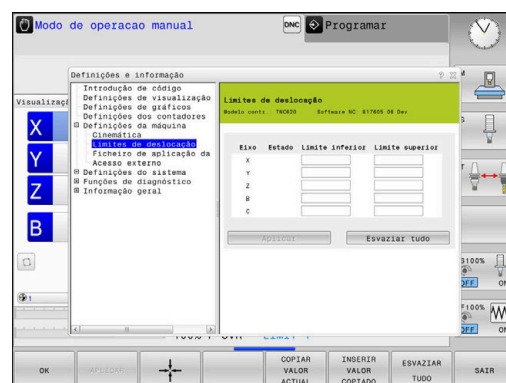 Modo de operacao manual
DNC
Programar
Definições e informação
Introdução de código
Definições de visualização
Definições de gráficos
Definições dos contadores
Definições da máquina
Cinemática
Limites de deslocação
Ficheiro de aplicação da
Acesso externo
Definições do sistema
Funções de diagnóstico
Informação geral
Limites de deslocação
Modelo contr.: TNC620 Software NC: 817605 06 Dev
Eixo Estado Limite inferior Limite superior
X
Y
Z
B
C
Aplicar
Esvaziar tudo
Visualizaç
X
Y
Z
B
1
M
S
T
S100%
OFF
ON
F100%
OFF
ON
OK
APLICAR
COPIAR
VALOR
ACTUAL
INSERIR
VALOR
COPIADO
ESVAZIAR
TUDO
SAIR